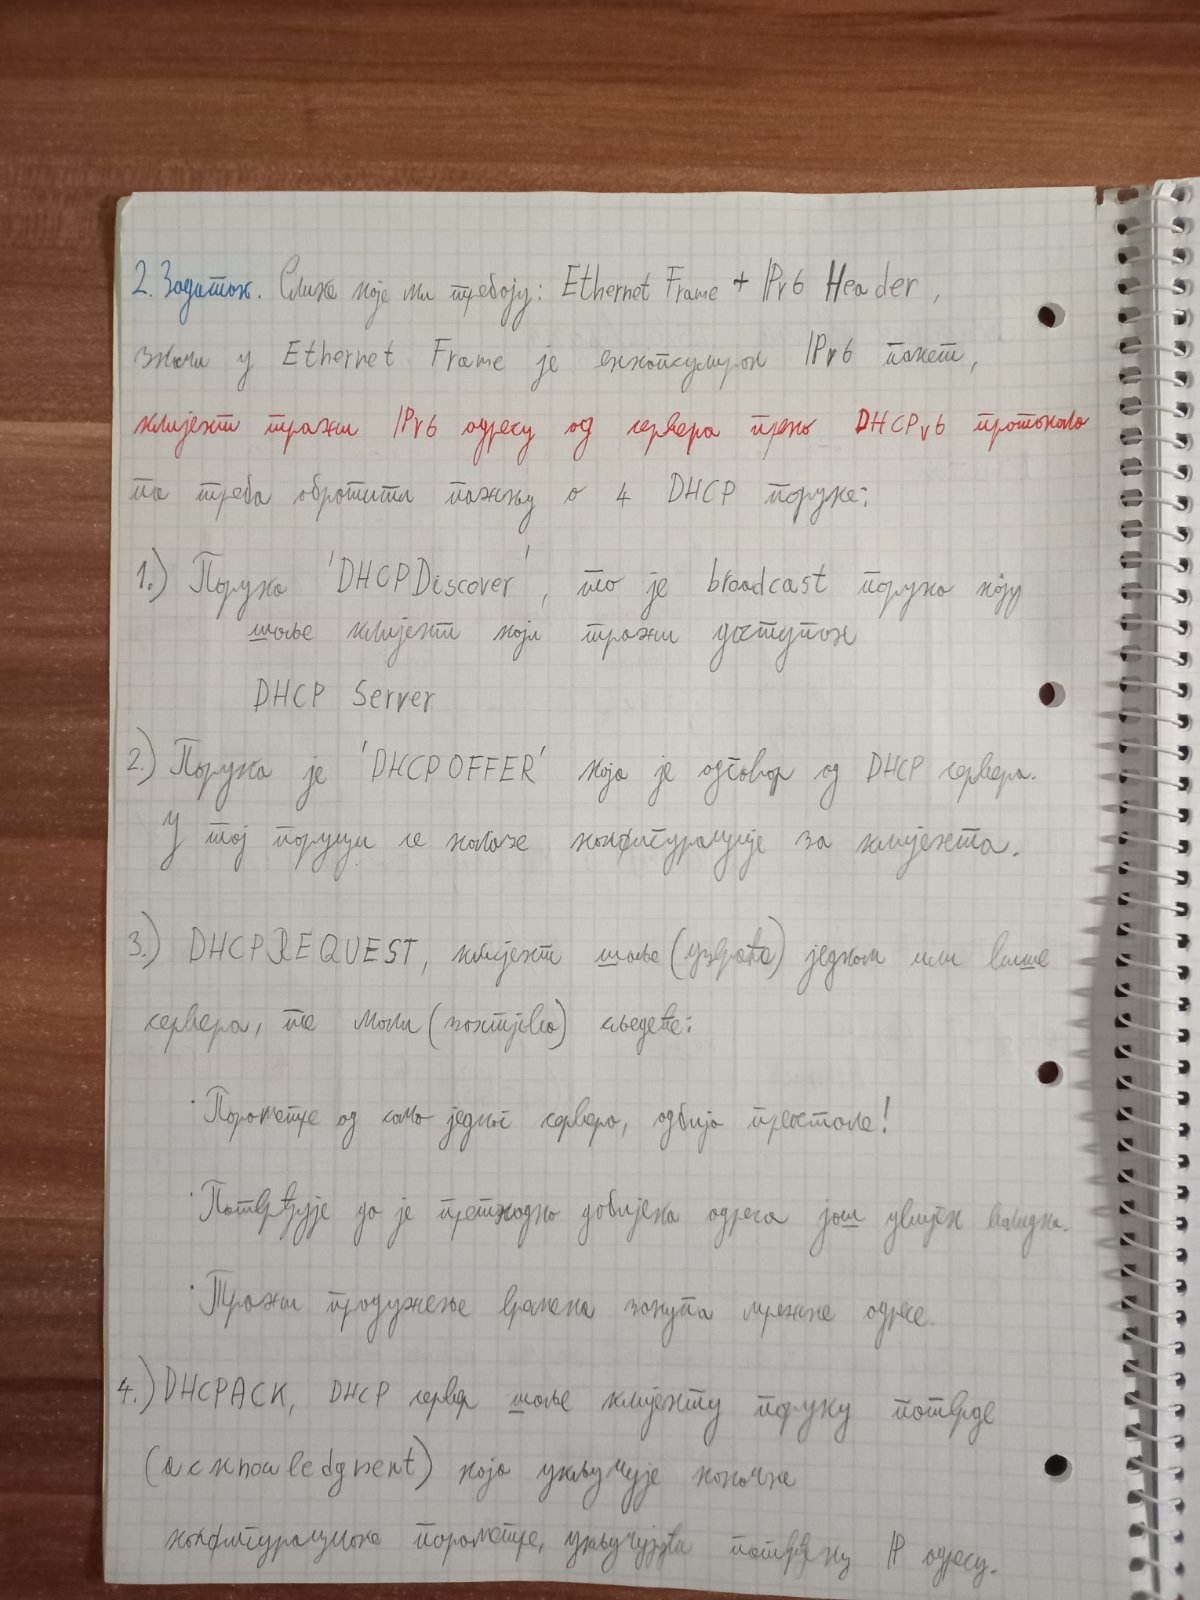 2. Задатак. Слике које ми требају: Ethernet Frame + IPv6 Header,
значи у Ethernet Frame је енкапсулиран IPv6 пакет,
клијент тражи IPv6 адресу од сервера преко DHCPv6 протокола
па треба обратити пажњу о 4 DHCP поруке:
1.) Порука 'DHCPDiscover', то је broadcast порука коју
шаље клијент који тражи доступан
DHCP Server
2.) Порука је 'DHCPOFFER' која је одговор од DHCP сервера.
У тој поруци се налазе конфигурације за клијента.
3.) DHCPREQUEST, клијент шаље (узвраћа) једном или више
сервера, те моли (захтјева) сљедеће:
· Параметре од само једног сервера, одбија преостале!
· Потврђује да је претходно добијена адреса још увијек валидна.
· Тражи продужење времена закупа мрежне адресе.
4.) DHCPACK, DHCP сервер шаље клијенту поруку потврде
(acknowledgment) која укључује коначне
конфигурационе параметре, укључујући потврђену IP адресу.